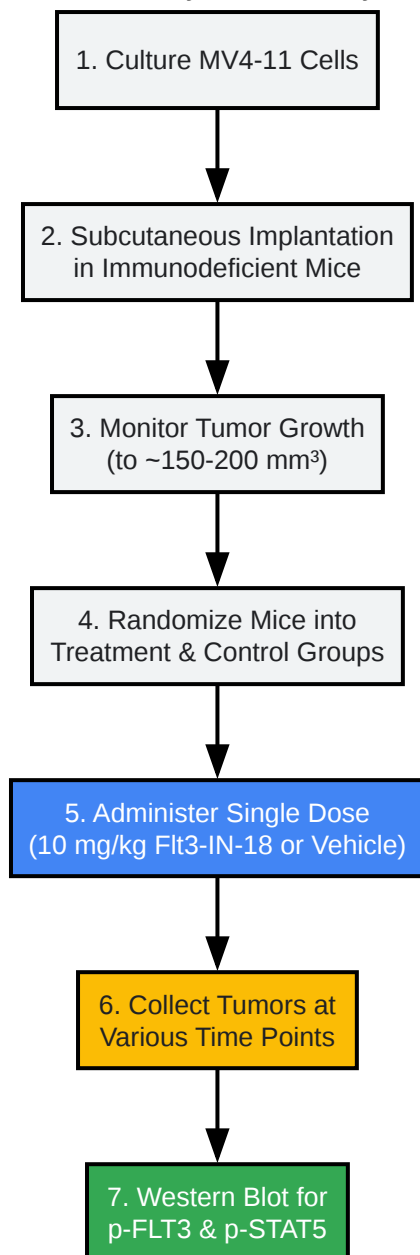 1. Culture MV4-11 Cells
2. Subcutaneous Implantation
in Immunodeficient Mice
3. Monitor Tumor Growth
(to ~150-200 mm³)
4. Randomize Mice into
Treatment & Control Groups
5. Administer Single Dose
(10 mg/kg Flt3-IN-18 or Vehicle)
6. Collect Tumors at
Various Time Points
7. Western Blot for
p-FLT3 & p-STAT5